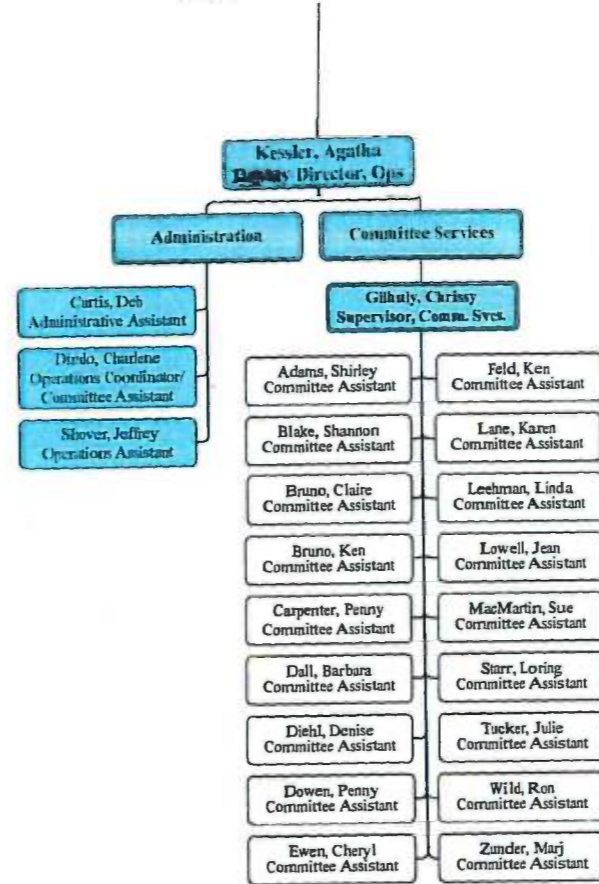 Kessler, Agatha
Deputy Director, Ops
Administration
Committee Services
Curtis, Deb
Administrative Assistant
Dirdo, Charlene
Operations Coordinator/
Committee Assistant
Shover, Jeffrey
Operations Assistant
Gilhuly, Chrissy
Supervisor, Comm. Svcs.
Adams, Shirley
Committee Assistant
Blake, Shannon
Committee Assistant
Bruno, Claire
Committee Assistant
Bruno, Ken
Committee Assistant
Carpenter, Penny
Committee Assistant
Dall, Barbara
Committee Assistant
Diehl, Denise
Committee Assistant
Dowen, Penny
Committee Assistant
Ewen, Cheryl
Committee Assistant
Feld, Ken
Committee Assistant
Lane, Karen
Committee Assistant
Leehman, Linda
Committee Assistant
Lowell, Jean
Committee Assistant
MacMartin, Sue
Committee Assistant
Starr, Loring
Committee Assistant
Tucker, Julie
Committee Assistant
Wild, Ron
Committee Assistant
Zunder, Marj
Committee Assistant